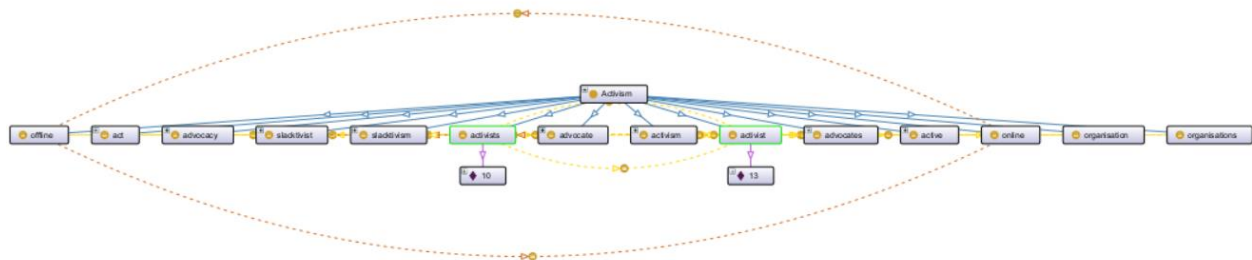 Activism
offline act advocacy slacktivist slacktivism activists advocate activism activist advocates active online organisation organisations
10 13